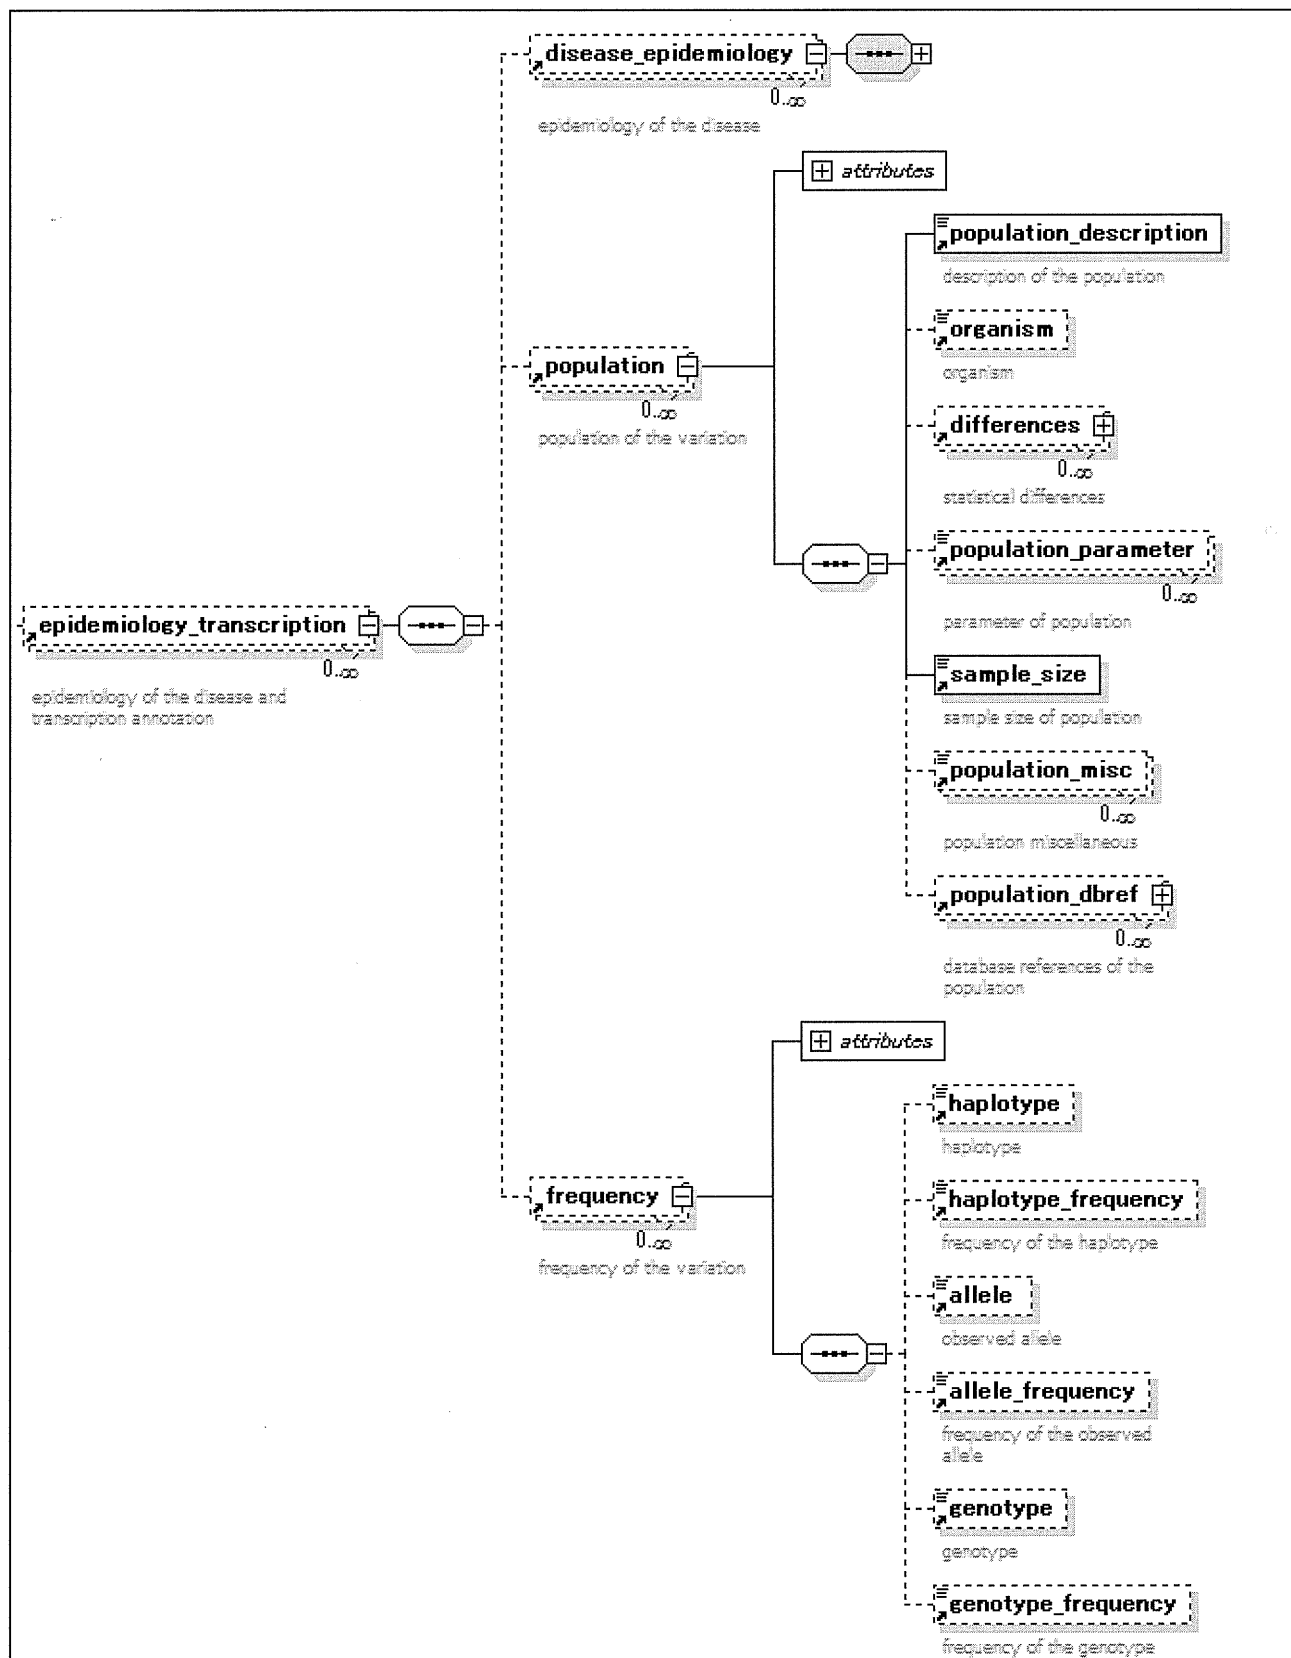 disease_epidemiology
0..∞
epidemiology of the disease
attributes
population_description
description of the population
organism
organism
population
0..∞
population of the variation
differences
0..∞
statistical differences
population_parameter
0..∞
parameter of population
epidemiology_transcription
0..∞
epidemiology of the disease and
transcription annotation
sample_size
sample size of population
population_misc
0..∞
population miscellaneous
population_dbref
0..∞
database references of the
population
attributes
haplotype
haplotype
frequency
0..∞
frequency of the variation
haplotype_frequency
frequency of the haplotype
allele
observed allele
allele_frequency
frequency of the observed
allele
genotype
genotype
genotype_frequency
frequency of the genotype